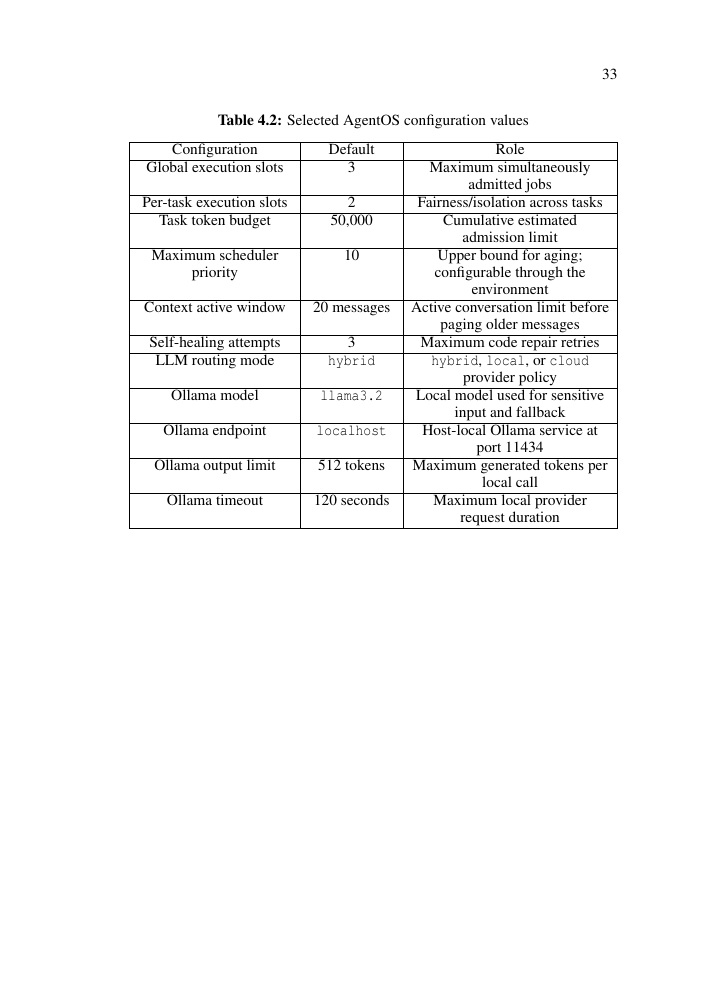 33
Table 4.2: Selected AgentOS configuration values
Configuration Default Role
Global execution slots 3 Maximum simultaneously
admitted jobs
Per-task execution slots 2 Fairness/isolation across tasks
Task token budget 50,000 Cumulative estimated
admission limit
Maximum scheduler 10 Upper bound for aging;
priority configurable through the
environment
Context active window 20 messages Active conversation limit before
paging older messages
Self-healing attempts 3 Maximum code repair retries
LLM routing mode hybrid hybrid, local, or cloud
provider policy
Ollama model llama3.2 Local model used for sensitive
input and fallback
Ollama endpoint localhost Host-local Ollama service at
port 11434
Ollama output limit 512 tokens Maximum generated tokens per
local call
Ollama timeout 120 seconds Maximum local provider
request duration